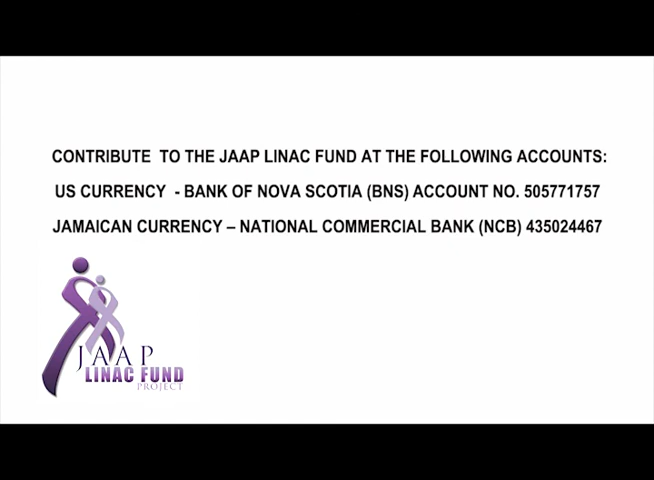 CONTRIBUTE TO THE JAAP LINAC FUND AT THE FOLLOWING ACCOUNTS:
US CURRENCY - BANK OF NOVA SCOTIA (BNS) ACCOUNT NO. 505771757
JAMAICAN CURRENCY – NATIONAL COMMERCIAL BANK (NCB) 435024467
JAAP
LINAC FUND
PROJECT